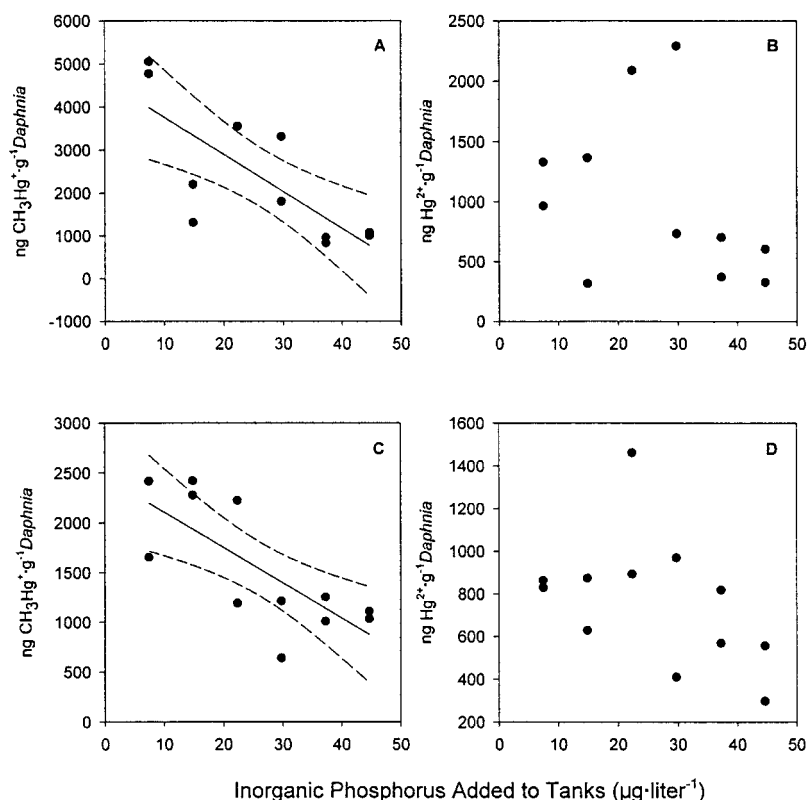 A
6000
5000
4000
3000
2000
1000
0
-1000
ng CH₃Hg⁺·g⁻¹Daphnia
0 10 20 30 40 50
B
2500
2000
1500
1000
500
0
ng Hg²⁺·g⁻¹Daphnia
0 10 20 30 40 50
C
3000
2500
2000
1500
1000
500
0
ng CH₃Hg⁺·g⁻¹Daphnia
0 10 20 30 40 50
D
1600
1400
1200
1000
800
600
400
200
ng Hg²⁺·g⁻¹Daphnia
0 10 20 30 40 50
Inorganic Phosphorus Added to Tanks (µg·liter⁻¹)